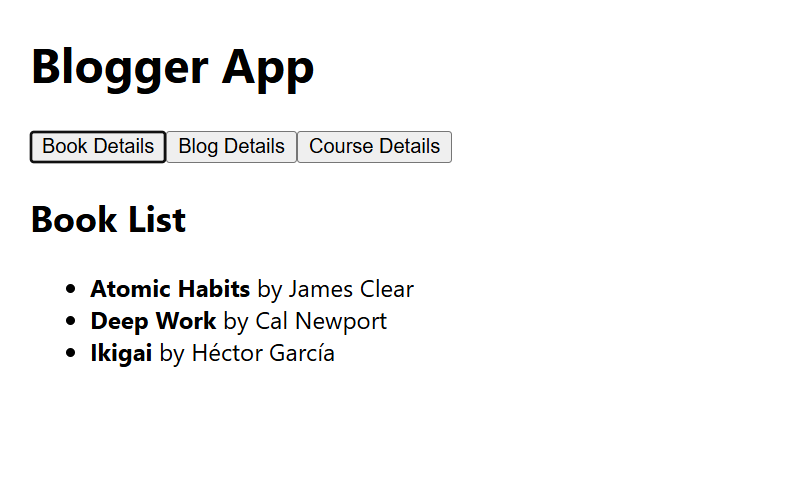 Blogger App
Book Details Blog Details Course Details
Book List
Atomic Habits by James Clear
Deep Work by Cal Newport
Ikigai by Héctor García